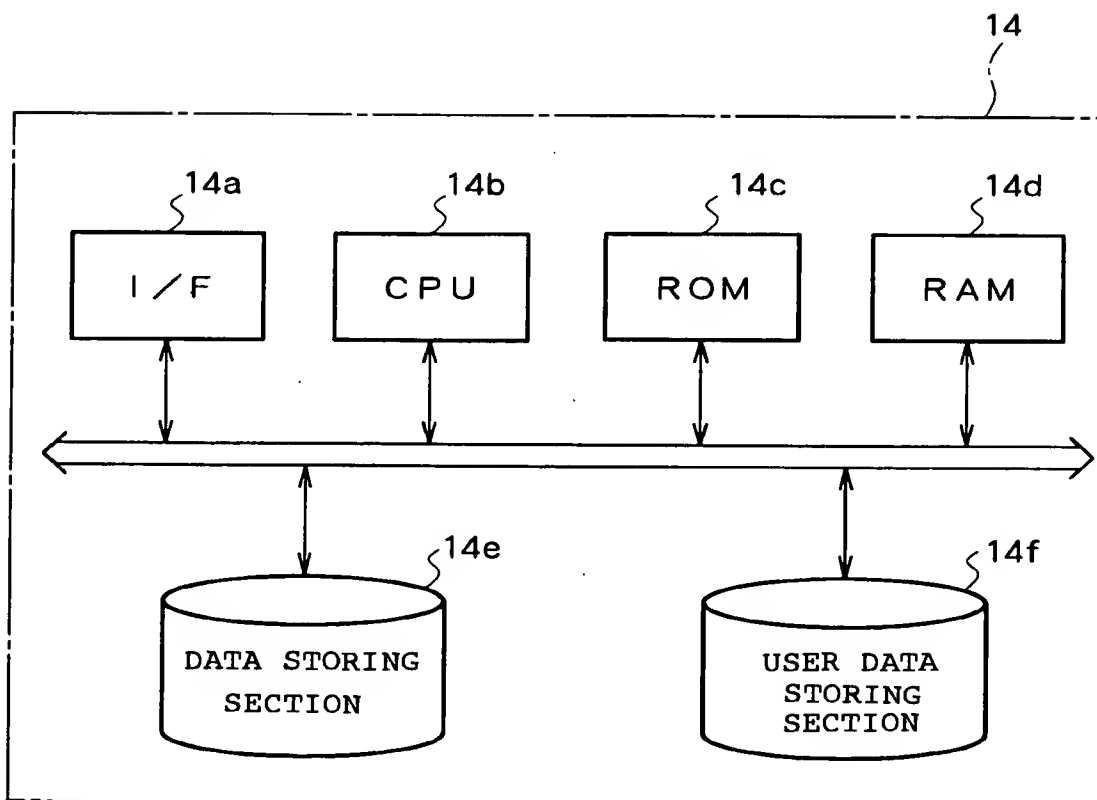 14
14a
14b
14c
14d
I/F
CPU
ROM
RAM
14e
14f
DATA STORING
SECTION
USER DATA
STORING
SECTION